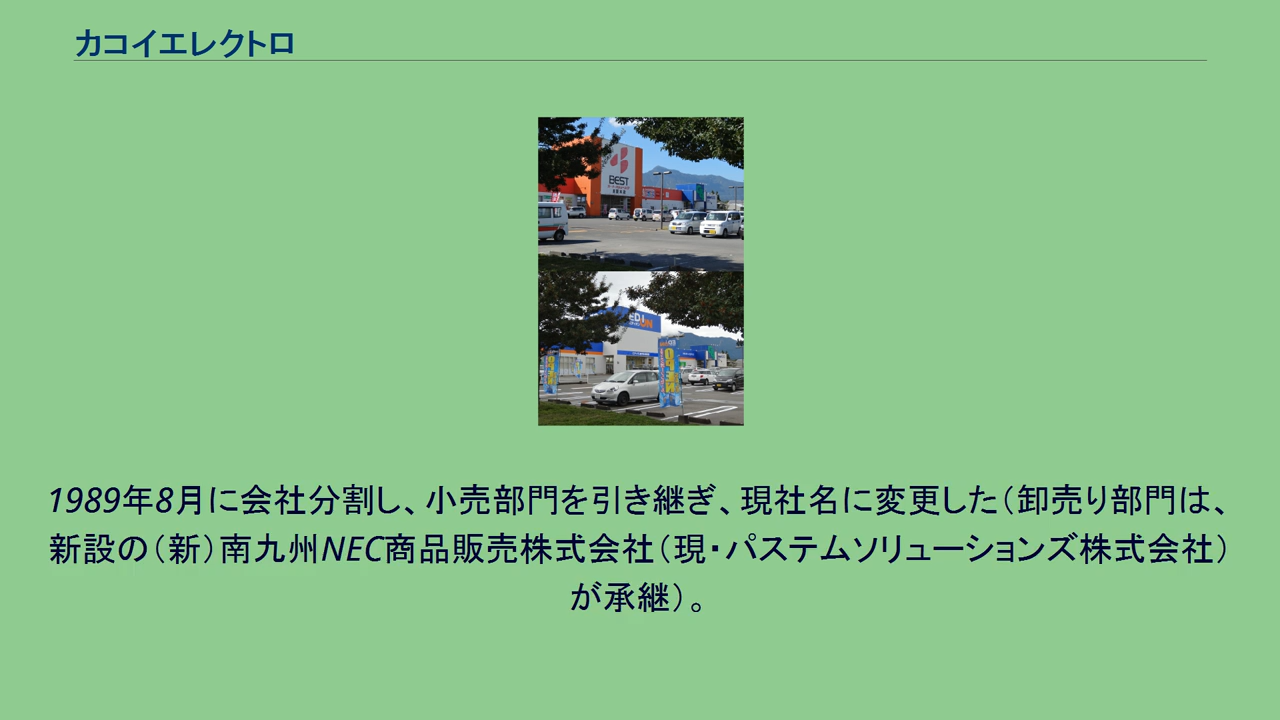 カコイエレクトロ
BEST
EDION
OPEN
1989年8月に会社分割し、小売部門を引き継ぎ、現社名に変更した（卸売り部門は、
新設の（新）南九州NEC商品販売株式会社（現・パステムソリューションズ株式会社）
が承継）。